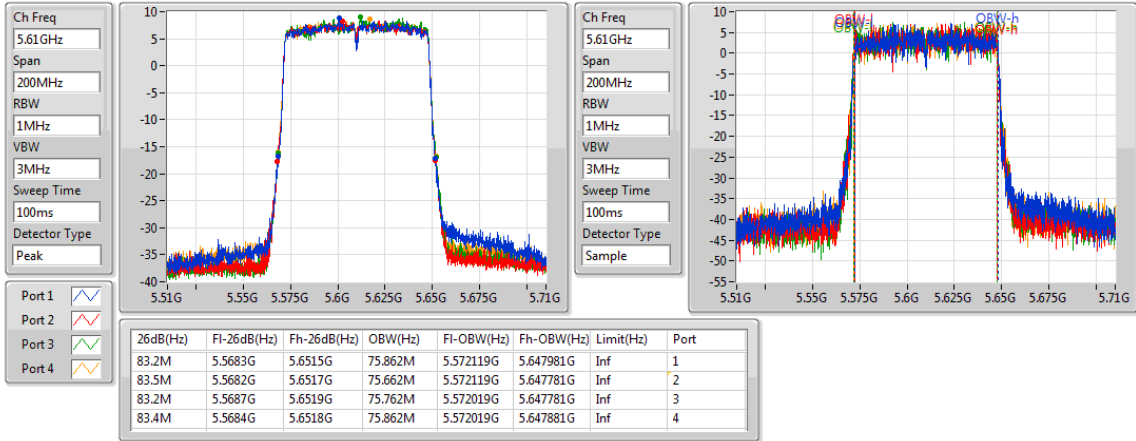 Ch Freq
5.61GHz
Span
200MHz
RBW
1MHz
VBW
3MHz
Sweep Time
100ms
Detector Type
Peak
10
5
0
-5
-10
-15
-20
-25
-30
-35
-40
5.51G 5.55G 5.575G 5.6G 5.625G 5.65G 5.675G 5.71G
Ch Freq
5.61GHz
Span
200MHz
RBW
1MHz
VBW
3MHz
Sweep Time
100ms
Detector Type
Sample
OBW-l OBW-h
OBW-l OBW-h
10
5
0
-5
-10
-15
-20
-25
-30
-35
-40
-45
-50
-55
5.51G 5.55G 5.575G 5.6G 5.625G 5.65G 5.675G 5.71G
Port 1
Port 2
Port 3
Port 4
26dB(Hz) Fl-26dB(Hz) Fh-26dB(Hz) OBW(Hz) Fl-OBW(Hz) Fh-OBW(Hz) Limit(Hz) Port
83.2M 5.5683G 5.6515G 75.862M 5.572119G 5.647981G Inf 1
83.5M 5.5682G 5.6517G 75.662M 5.572119G 5.647781G Inf 2
83.2M 5.5687G 5.6519G 75.762M 5.572019G 5.647781G Inf 3
83.4M 5.5684G 5.6518G 75.862M 5.572019G 5.647881G Inf 4